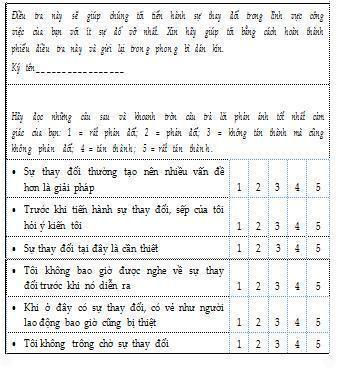 Điều tra này sẽ giúp chúng tôi tiến hành sự thay đổi trong lĩnh vực công
việc của bạn với ít sự đổ vỡ nhất. Xin hãy giúp tôi bằng cách hoàn thành
phiếu điều tra này và gửi lại trong phong bì dán kín.
Ký tên_________________
Hãy đọc những câu sau và khoanh tròn câu trả lời phản ánh tốt nhất cảm
giác của bạn: 1 = rất phản đối; 2 = phản đối; 3 = không tán thành mà cũng
không phản đối; 4 = tán thành; 5 = rất tán thành.
• Sự thay đổi thường tạo nên nhiều vấn đề
hơn là giải pháp 1 2 3 4 5
• Trước khi tiến hành sự thay đổi, sếp của tôi
hỏi ý kiến tôi 1 2 3 4 5
• Sự thay đổi tại đây là cần thiết 1 2 3 4 5
• Tôi không bao giờ được nghe về sự thay
đổi trước khi nó diễn ra 1 2 3 4 5
• Khi ở đây có sự thay đổi, có vẻ như người
lao động bao giờ cũng bị thiệt 1 2 3 4 5
• Tôi không trông chờ sự thay đổi 1 2 3 4 5